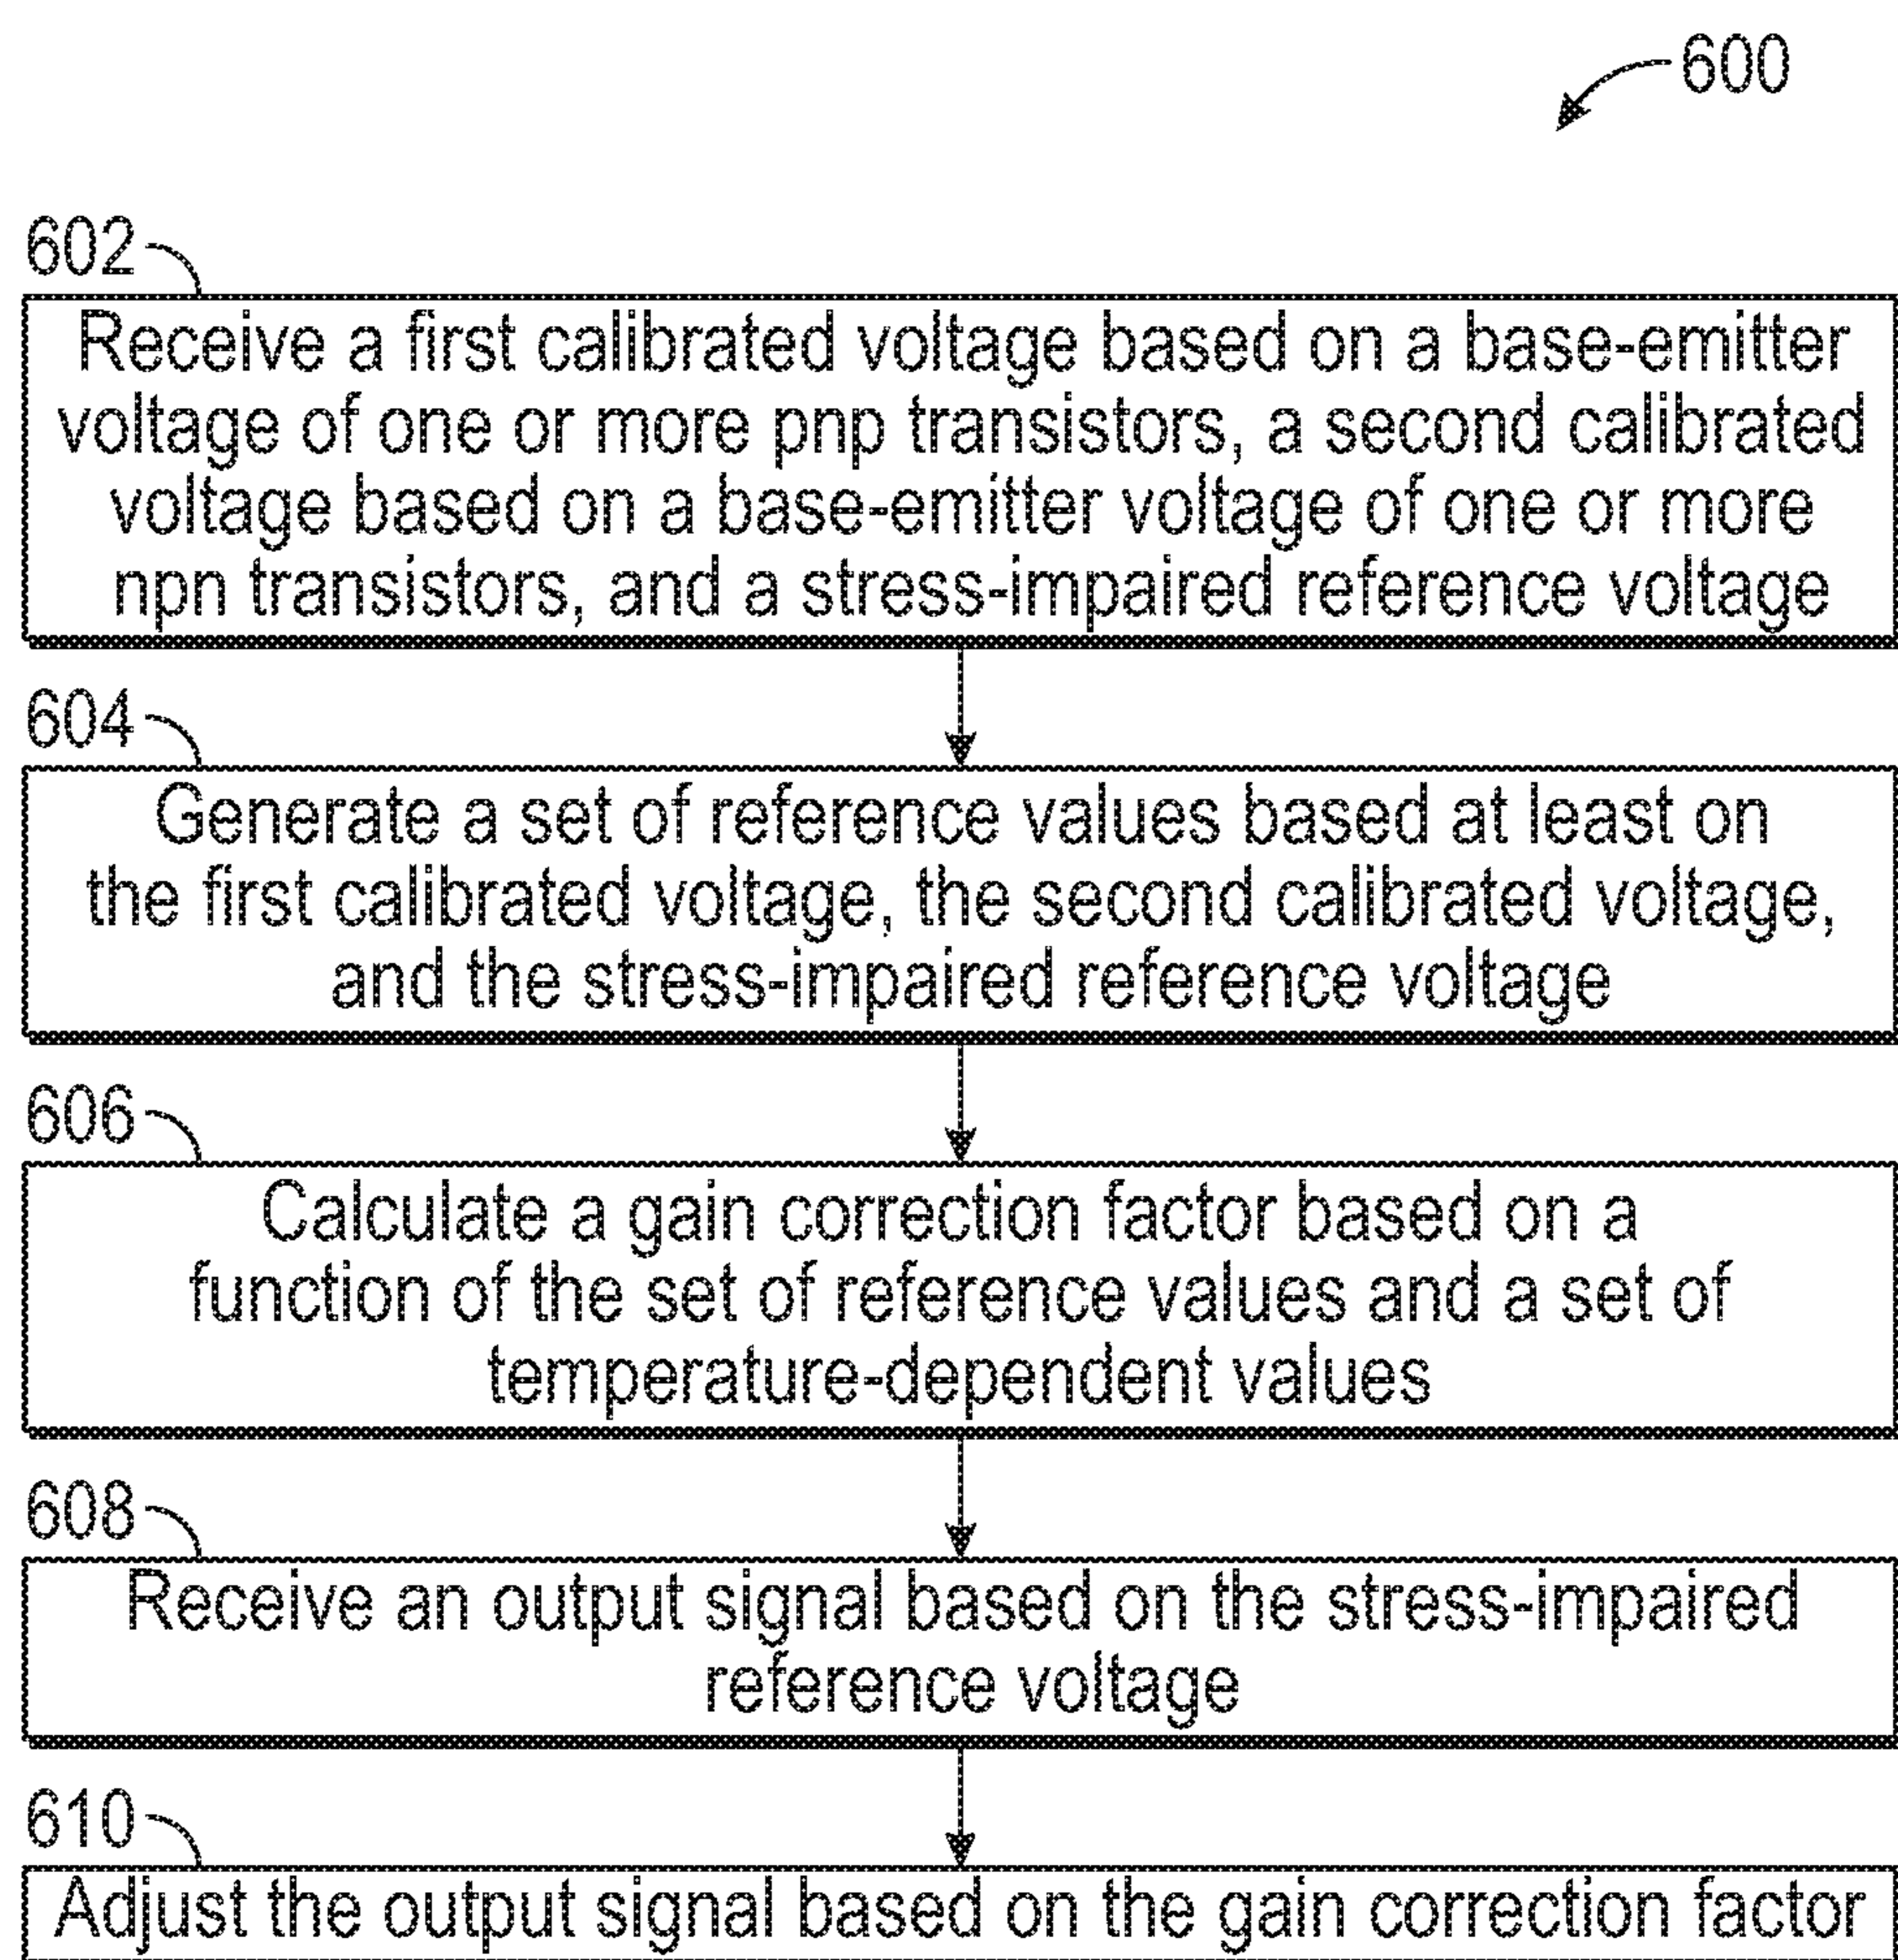 600
602
Receive a first calibrated voltage based on a base-emitter
voltage of one or more pnp transistors, a second calibrated
voltage based on a base-emitter voltage of one or more
npn transistors, and a stress-impaired reference voltage
604
Generate a set of reference values based at least on
the first calibrated voltage, the second calibrated voltage,
and the stress-impaired reference voltage
606
Calculate a gain correction factor based on a
function of the set of reference values and a set of
temperature-dependent values
608
Receive an output signal based on the stress-impaired
reference voltage
610
Adjust the output signal based on the gain correction factor